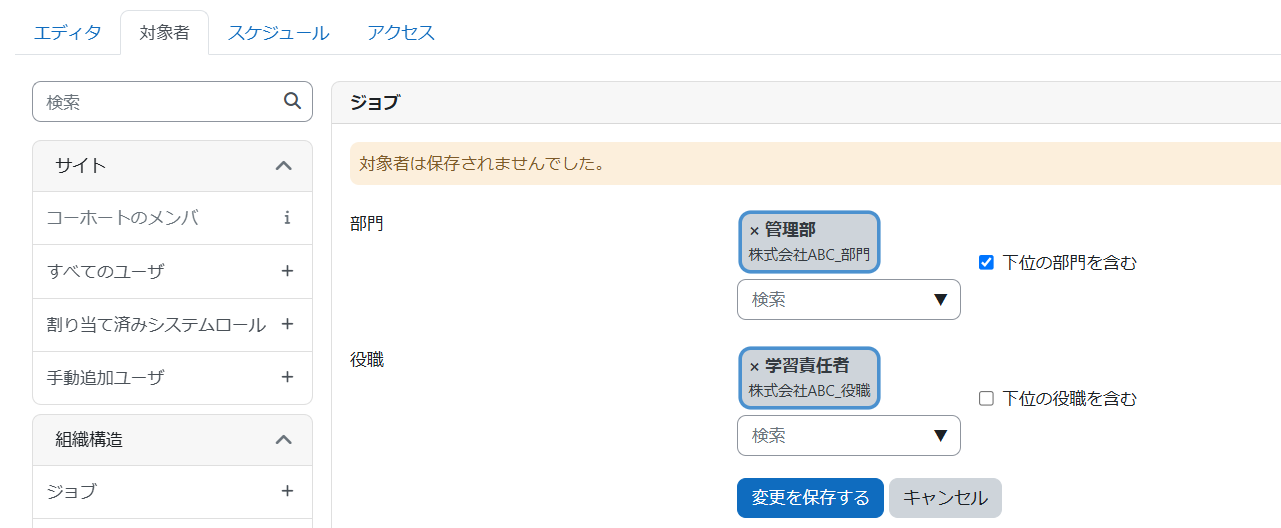 エディタ
対象者
スケジュール
アクセス
検索
サイト
コーホートのメンバ
すべてのユーザ
割り当て済みシステムロール
手動追加ユーザ
組織構造
ジョブ
ジョブ
対象者は保存されませんでした。
部門
× 管理部
株式会社ABC_部門
下位の部門を含む
検索
役職
× 学習責任者
株式会社ABC_役職
下位の役職を含む
検索
変更を保存する
キャンセル